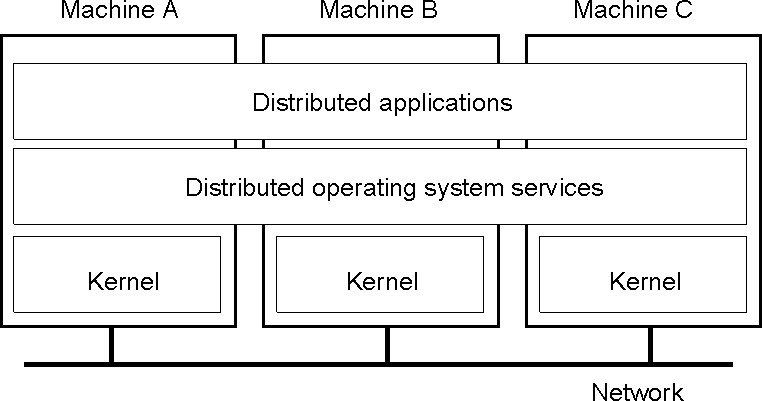 Machine A
Machine B
Machine C
Distributed applications
Distributed operating system services
Kernel
Kernel
Kernel
Network